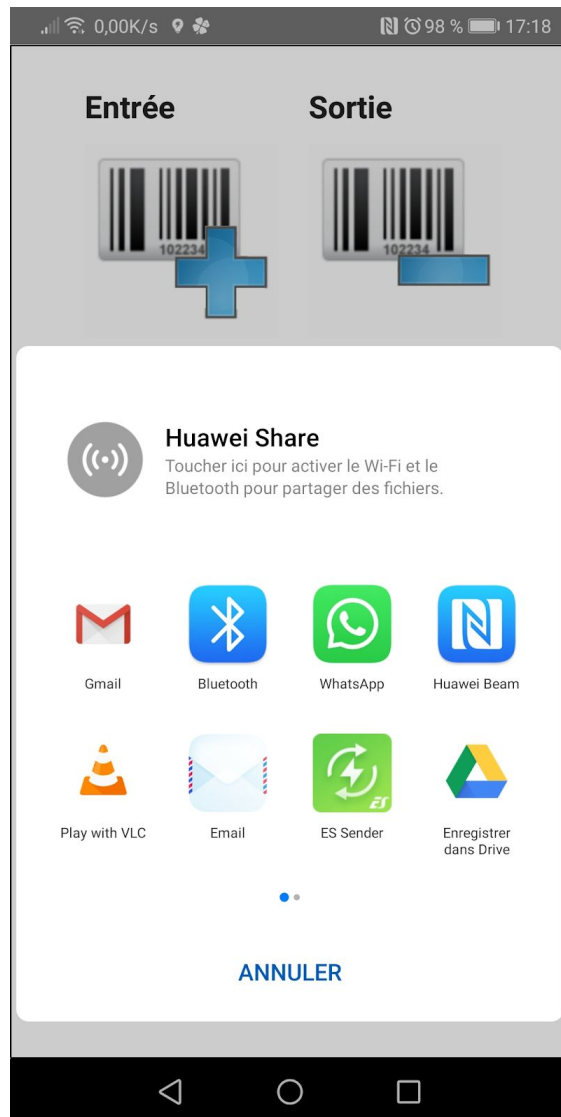 0,00K/s 98 % 17:18
Entrée Sortie
102234 102234
Huawei Share
Toucher ici pour activer le Wi-Fi et le
Bluetooth pour partager des fichiers.
Gmail Bluetooth WhatsApp Huawei Beam
ES
Play with VLC Email ES Sender Enregistrer
dans Drive
ANNULER